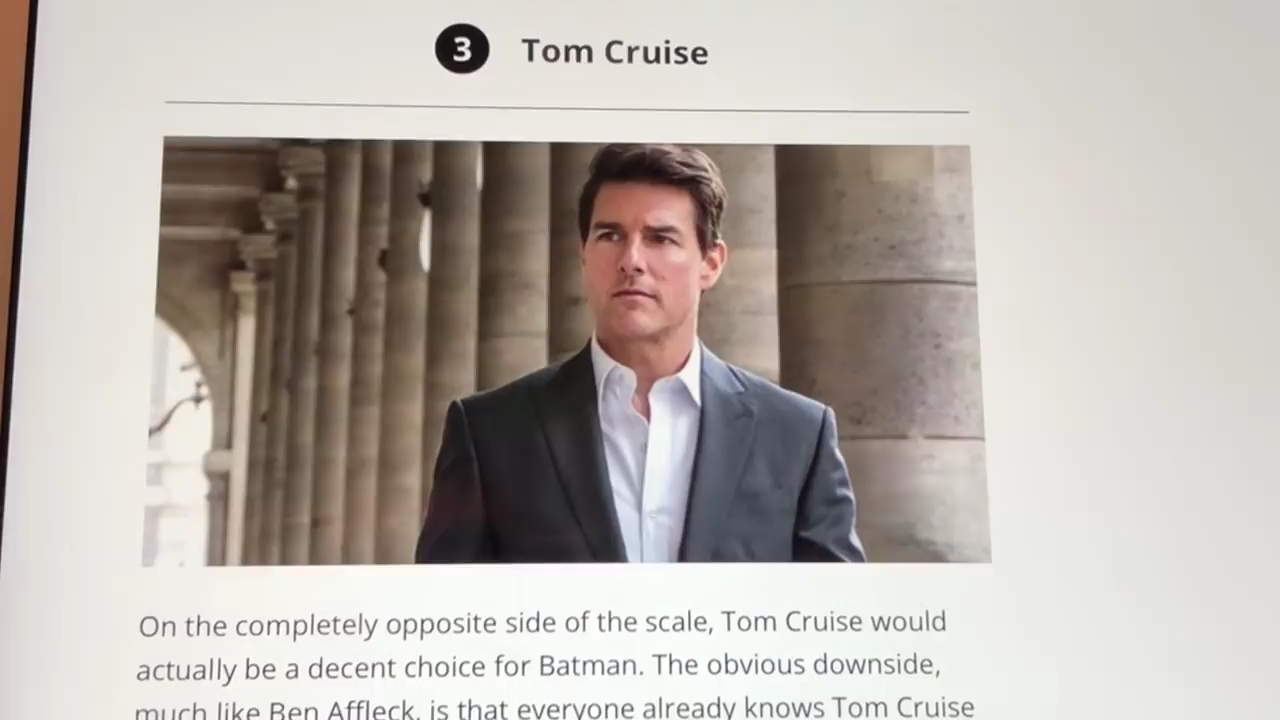 3 Tom Cruise
On the completely opposite side of the scale, Tom Cruise would
actually be a decent choice for Batman. The obvious downside,
much like Ben Affleck, is that everyone already knows Tom Cruise